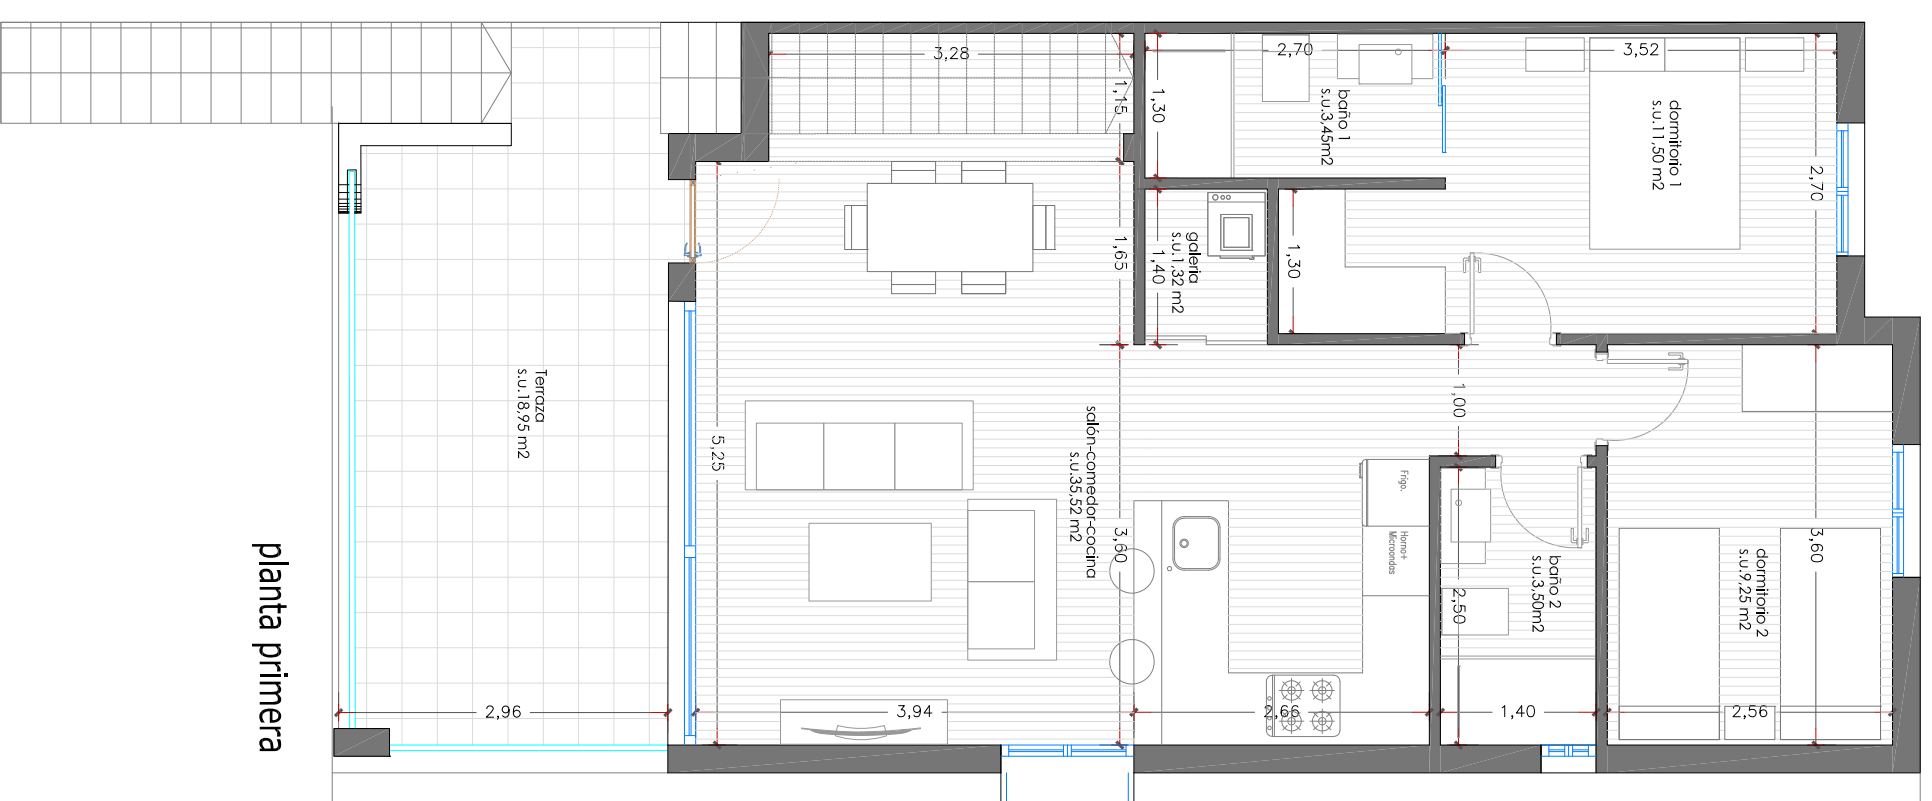 3,28
2,70
3,52
1,15
1,30
baño 1
s.u.3,45m2
dormitorio 1
s.u.11,50 m2
2,70
1,65
1,40
galeria
s.u.1,32 m2
1,30
Terraza
s.u.18,95 m2
5,25
salón-comedor-cocina
s.u.35,52 m2
1,00
Frigo.
Horno+
Microondas
3,60
2,50
baño 2
s.u.3,50m2
dormitorio 2
s.u.9,25 m2
3,60
planta primera
2,96
3,94
2,66
1,40
2,56